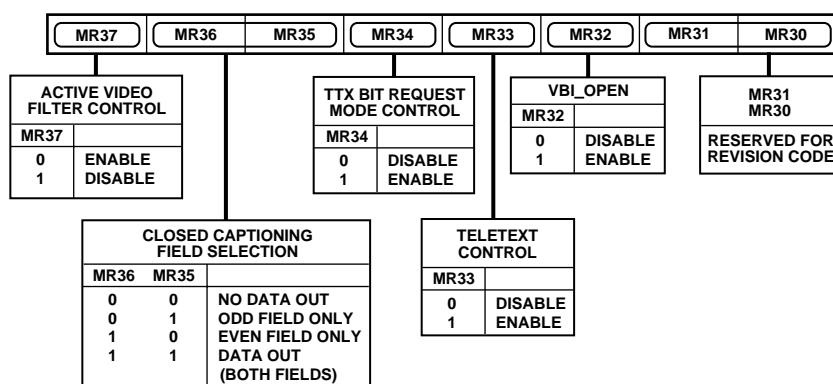 MR37 MR36 MR35 MR34 MR33 MR32 MR31 MR30
ACTIVE VIDEO
FILTER CONTROL
MR37
0 ENABLE
1 DISABLE
TTX BIT REQUEST
MODE CONTROL
MR34
0 DISABLE
1 ENABLE
VBI_OPEN
MR32
0 DISABLE
1 ENABLE
MR31
MR30
RESERVED FOR
REVISION CODE
CLOSED CAPTIONING
FIELD SELECTION
MR36 MR35
0 0 NO DATA OUT
0 1 ODD FIELD ONLY
1 0 EVEN FIELD ONLY
1 1 DATA OUT
(BOTH FIELDS)
TELETEXT
CONTROL
MR33
0 DISABLE
1 ENABLE